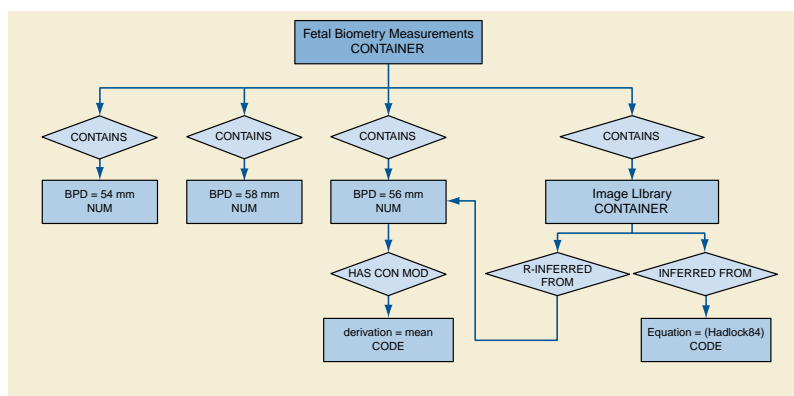 Fetal Biometry Measurements
CONTAINER
CONTAINS
CONTAINS
CONTAINS
CONTAINS
BPD = 54 mm
NUM
BPD = 58 mm
NUM
BPD = 56 mm
NUM
Image LIbrary
CONTAINER
HAS CON MOD
R-INFERRED
FROM
INFERRED FROM
derivation = mean
CODE
Equation = (Hadlock84)
CODE